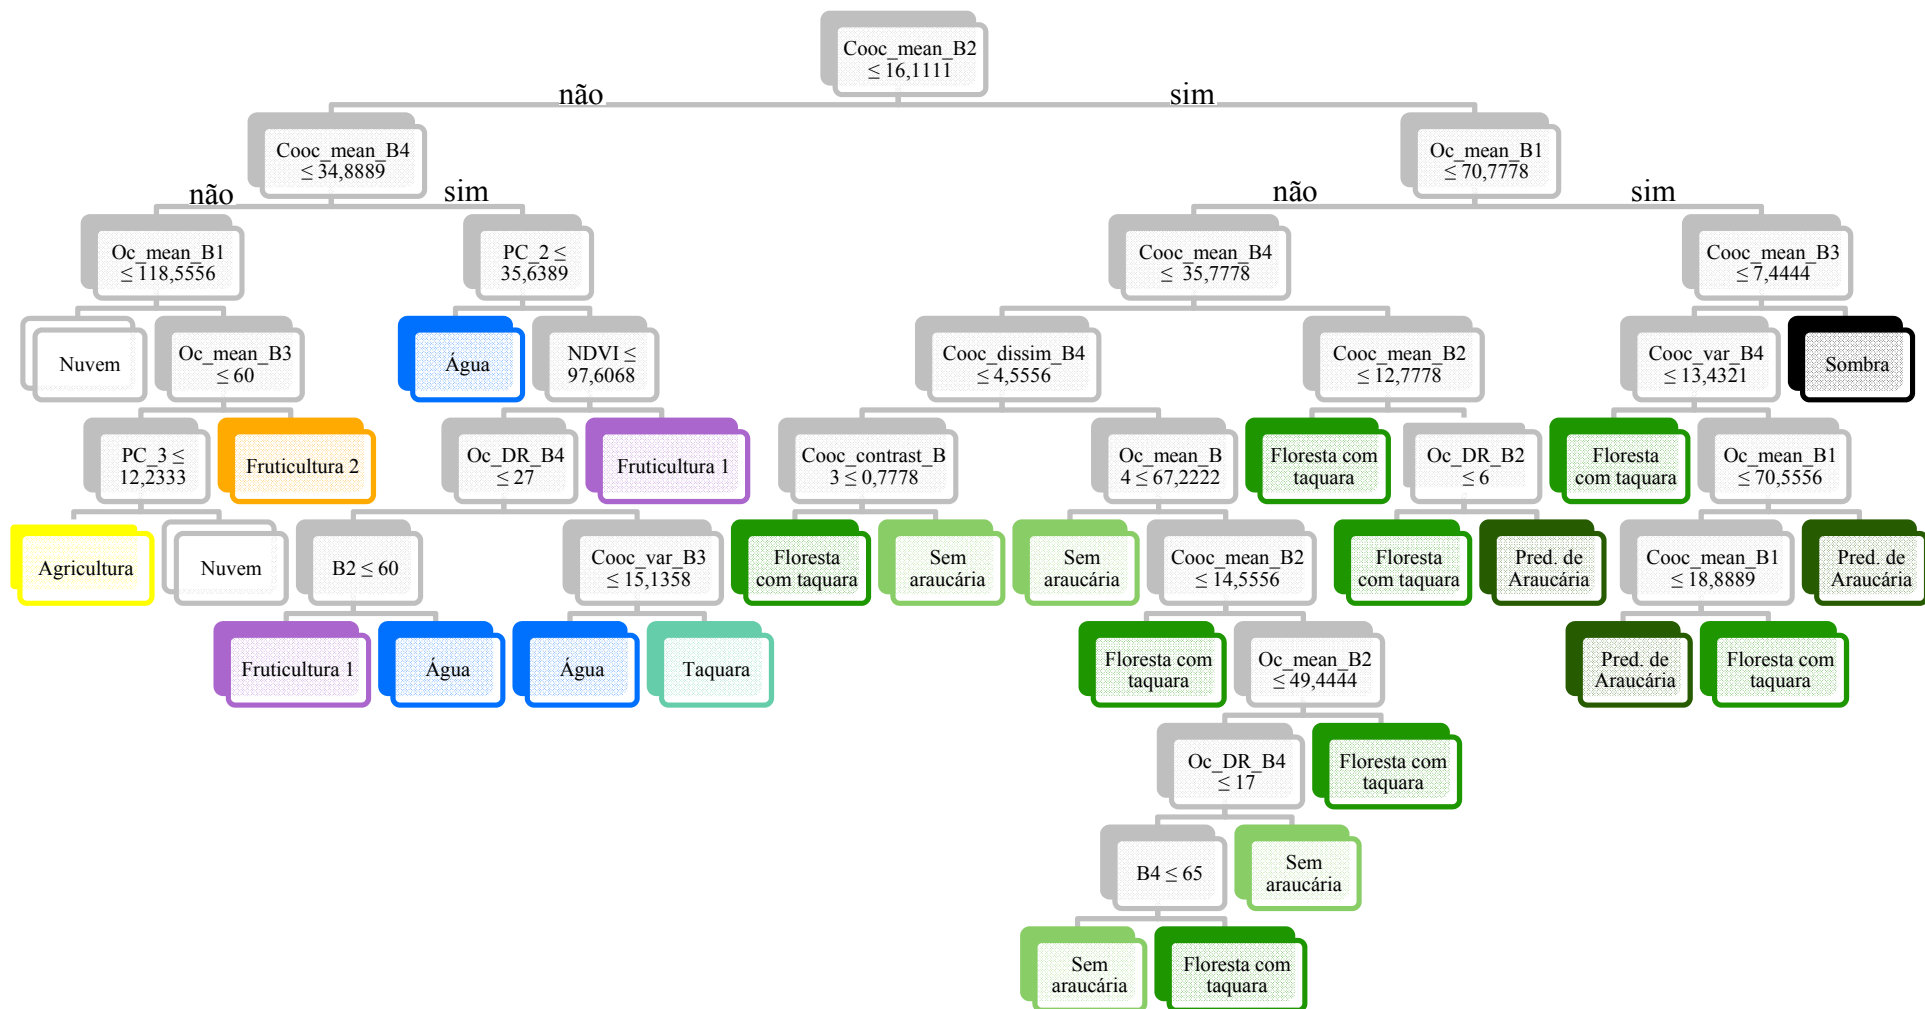 Cooc_mean_B2
≤ 16,1111
não
sim
Cooc_mean_B4
≤ 34,8889
Oc_mean_B1
≤ 70,7778
não
sim
não
sim
Oc_mean_B1
≤ 118,5556
PC_2 ≤
35,6389
Cooc_mean_B4
≤ 35,7778
Cooc_mean_B3
≤ 7,4444
Nuvem
Oc_mean_B3
≤ 60
Água
NDVI ≤
97,6068
Cooc_dissim_B4
≤ 4,5556
Cooc_mean_B2
≤ 12,7778
Cooc_var_B4
≤ 13,4321
Sombra
PC_3 ≤
12,2333
Fruticultura 2
Oc_DR_B4
≤ 27
Fruticultura 1
Cooc_contrast_B
3 ≤ 0,7778
Oc_mean_B
4 ≤ 67,2222
Floresta com
taquara
Oc_DR_B2
≤ 6
Floresta
com taquara
Oc_mean_B1
≤ 70,5556
Agricultura
Nuvem
B2 ≤ 60
Cooc_var_B3
≤ 15,1358
Floresta
com taquara
Sem
araucária
Sem
araucária
Cooc_mean_B2
≤ 14,5556
Floresta
com taquara
Pred. de
Araucária
Cooc_mean_B1
≤ 18,8889
Pred. de
Araucária
Fruticultura 1
Água
Água
Taquara
Floresta com
taquara
Oc_mean_B2
≤ 49,4444
Pred. de
Araucária
Floresta com
taquara
Oc_DR_B4
≤ 17
Floresta com
taquara
B4 ≤ 65
Sem
araucária
Sem
araucária
Floresta com
taquara